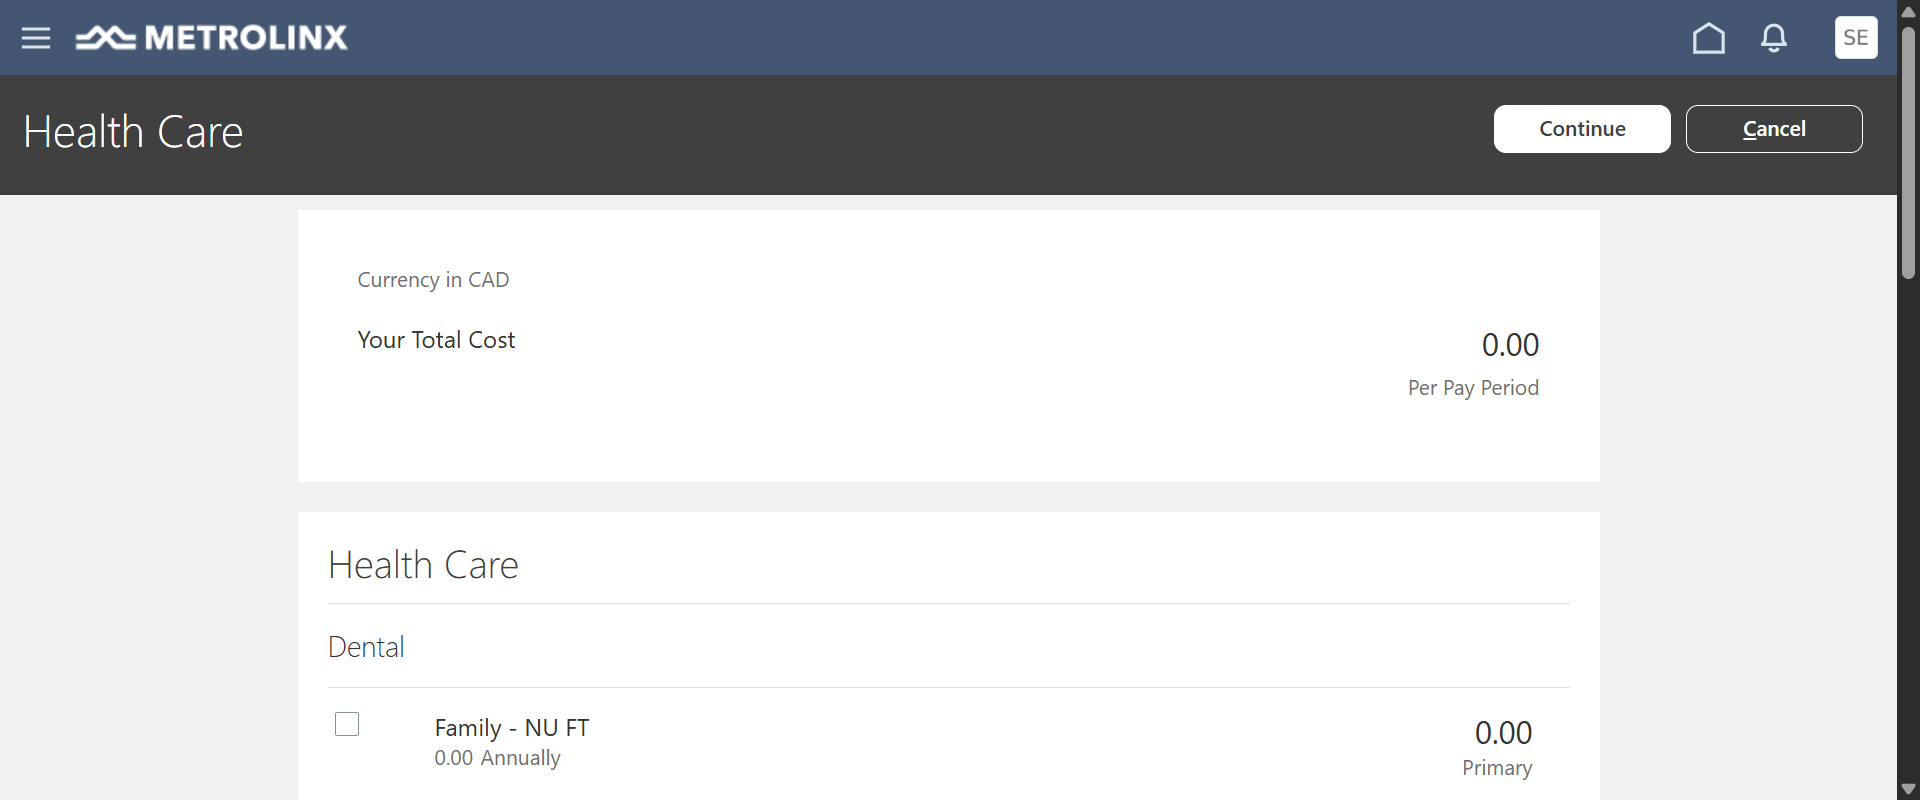 METROLINX
SE
Health Care
Continue
Cancel
Currency in CAD
Your Total Cost
0.00
Per Pay Period
Health Care
Dental
Family - NU FT
0.00
0.00 Annually
Primary